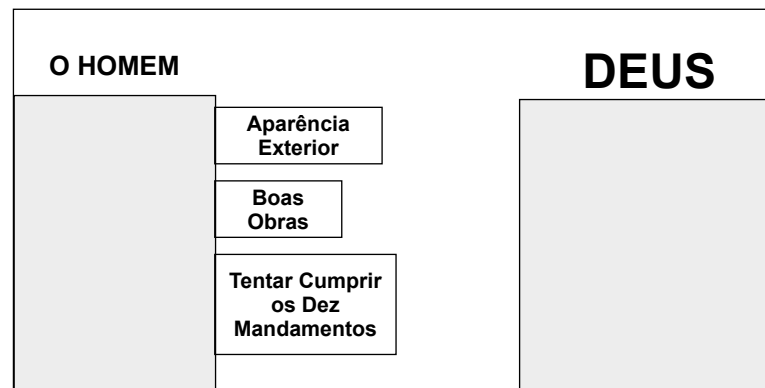 O HOMEM
DEUS
Aparência
Exterior
Boas
Obras
Tentar Cumprir
os Dez
Mandamentos